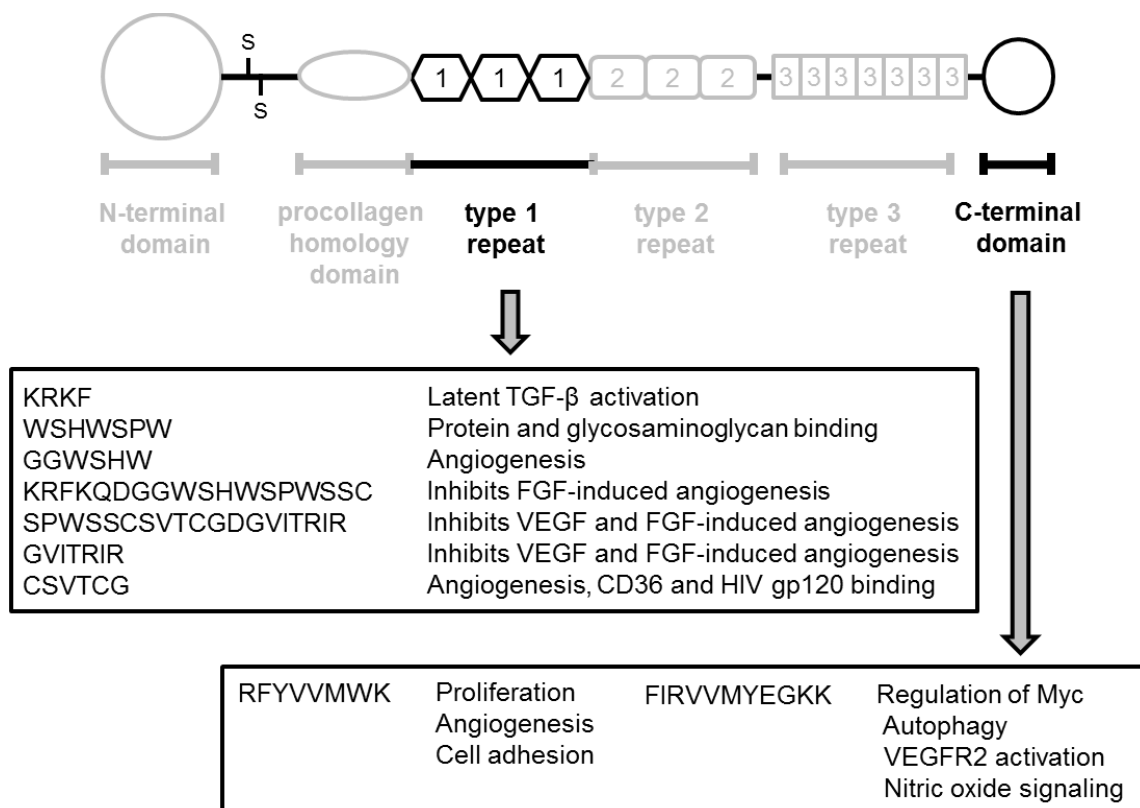 S
S
1 1 1 2 2 2 3 3 3 3 3 3 3
N-terminal domain
procollagen homology domain
type 1 repeat
type 2 repeat
type 3 repeat
C-terminal domain
KRKF Latent TGF-β activation
WSHWSPW Protein and glycosaminoglycan binding
GGWSHW Angiogenesis
KRFKQDGGWSHWSPWSSC Inhibits FGF-induced angiogenesis
SPWSSCSVTCGDGVITRIR Inhibits VEGF and FGF-induced angiogenesis
GVITRIR Inhibits VEGF and FGF-induced angiogenesis
CSVTCG Angiogenesis, CD36 and HIV gp120 binding
RFYVVMWK Proliferation
Angiogenesis
Cell adhesion
FIRVVMYEGKK Regulation of Myc
Autophagy
VEGFR2 activation
Nitric oxide signaling